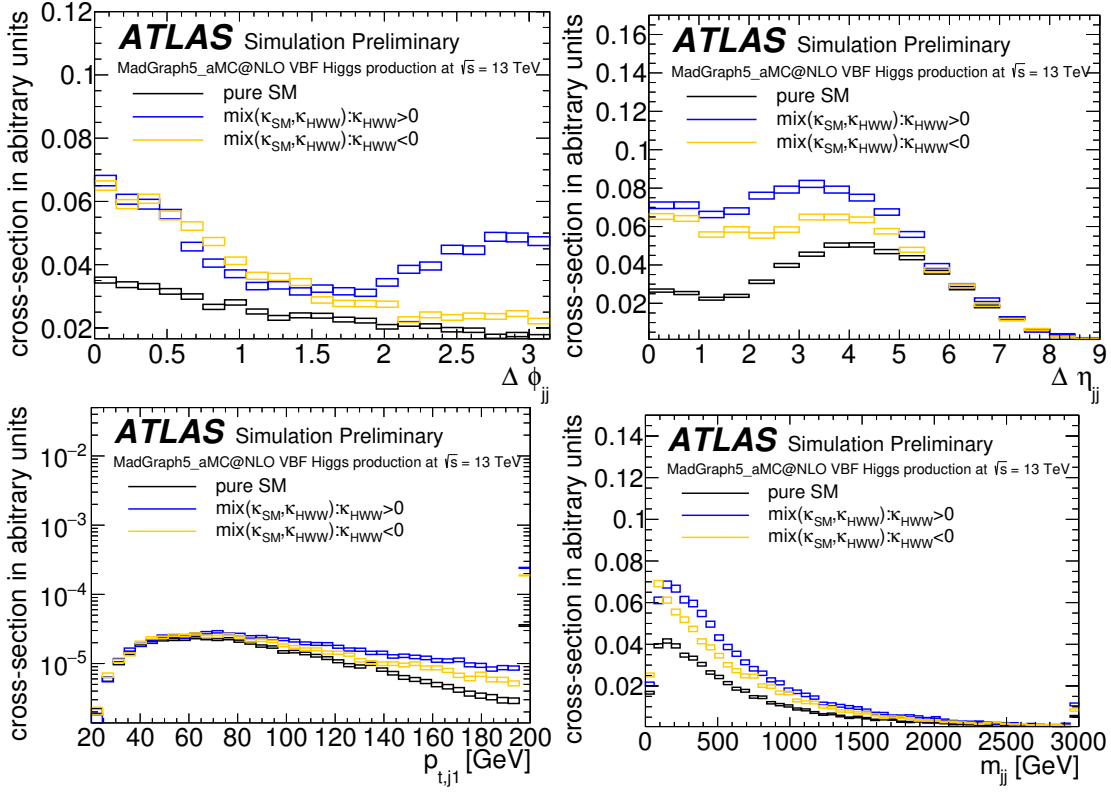 ATLAS Simulation Preliminary
MadGraph5_aMC@NLO VBF Higgs production at √s = 13 TeV
pure SM
mix(κSM,κHWW):κHWW>0
mix(κSM,κHWW):κHWW<0
cross-section in abitrary units
0.12
0.1
0.08
0.06
0.04
0.02
0 0.5 1 1.5 2 2.5 3
Δ ϕjj
ATLAS Simulation Preliminary
MadGraph5_aMC@NLO VBF Higgs production at √s = 13 TeV
pure SM
mix(κSM,κHWW):κHWW>0
mix(κSM,κHWW):κHWW<0
cross-section in abitrary units
0.16
0.14
0.12
0.1
0.08
0.06
0.04
0.02
0 1 2 3 4 5 6 7 8 9
Δ ηjj
ATLAS Simulation Preliminary
MadGraph5_aMC@NLO VBF Higgs production at √s = 13 TeV
pure SM
mix(κSM,κHWW):κHWW>0
mix(κSM,κHWW):κHWW<0
cross-section in arbitrary units
10−2
10−3
10−4
10−5
20 40 60 80 100 120 140 160 180 200
pt,j1 [GeV]
ATLAS Simulation Preliminary
MadGraph5_aMC@NLO VBF Higgs production at √s = 13 TeV
pure SM
mix(κSM,κHWW):κHWW>0
mix(κSM,κHWW):κHWW<0
cross-section in abitrary units
0.14
0.12
0.1
0.08
0.06
0.04
0.02
0 500 1000 1500 2000 2500 3000
mjj [GeV]